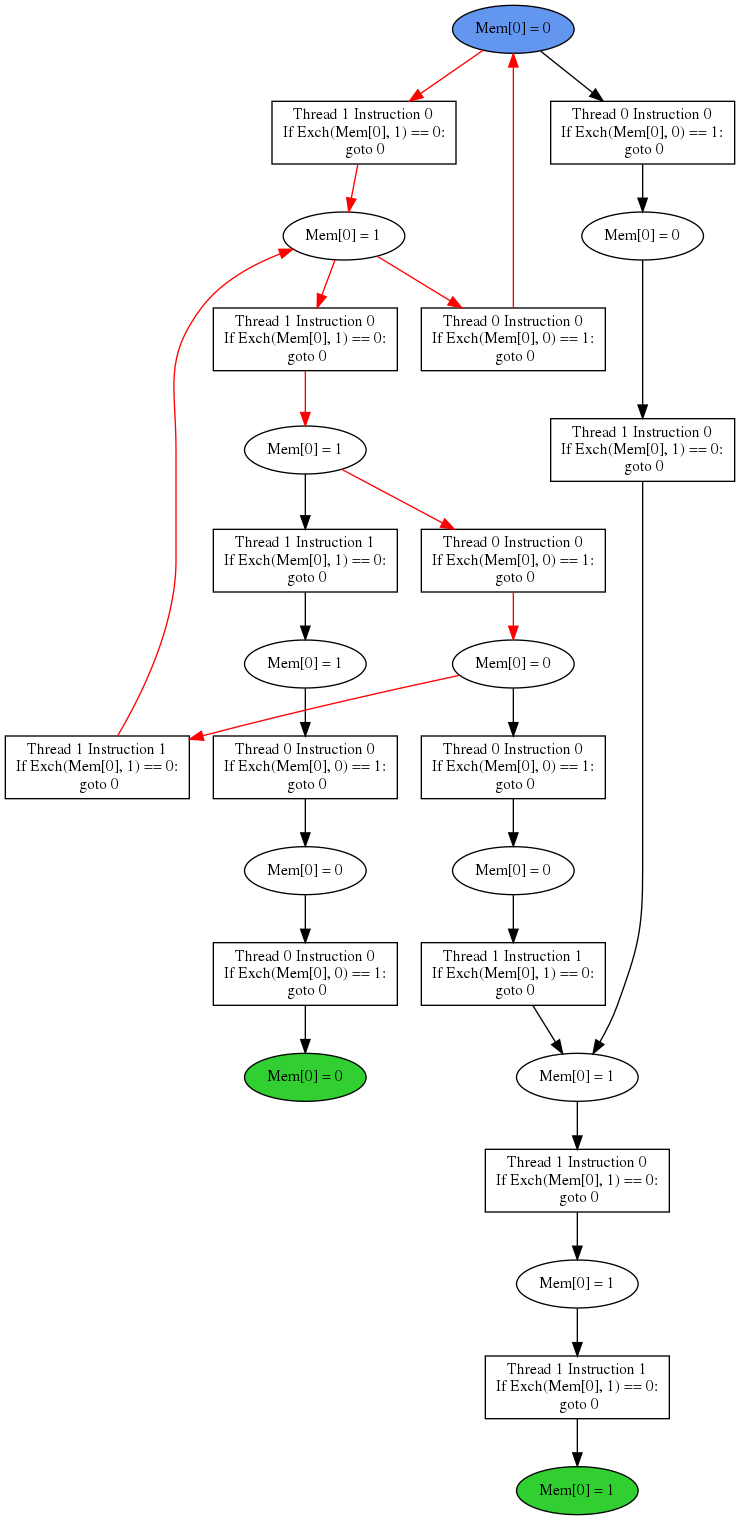 Mem[0] = 0
Thread 1 Instruction 0
If Exch(Mem[0], 1) == 0:
goto 0
Thread 0 Instruction 0
If Exch(Mem[0], 0) == 1:
goto 0
Mem[0] = 1
Mem[0] = 0
Thread 1 Instruction 0
If Exch(Mem[0], 1) == 0:
goto 0
Thread 0 Instruction 0
If Exch(Mem[0], 0) == 1:
goto 0
Mem[0] = 1
Thread 1 Instruction 0
If Exch(Mem[0], 1) == 0:
goto 0
Thread 1 Instruction 1
If Exch(Mem[0], 1) == 0:
goto 0
Thread 0 Instruction 0
If Exch(Mem[0], 0) == 1:
goto 0
Mem[0] = 1
Mem[0] = 0
Thread 1 Instruction 1
If Exch(Mem[0], 1) == 0:
goto 0
Thread 0 Instruction 0
If Exch(Mem[0], 0) == 1:
goto 0
Thread 0 Instruction 0
If Exch(Mem[0], 0) == 1:
goto 0
Mem[0] = 0
Mem[0] = 0
Thread 0 Instruction 0
If Exch(Mem[0], 0) == 1:
goto 0
Thread 1 Instruction 1
If Exch(Mem[0], 1) == 0:
goto 0
Mem[0] = 0
Mem[0] = 1
Thread 1 Instruction 0
If Exch(Mem[0], 1) == 0:
goto 0
Mem[0] = 1
Thread 1 Instruction 1
If Exch(Mem[0], 1) == 0:
goto 0
Mem[0] = 1